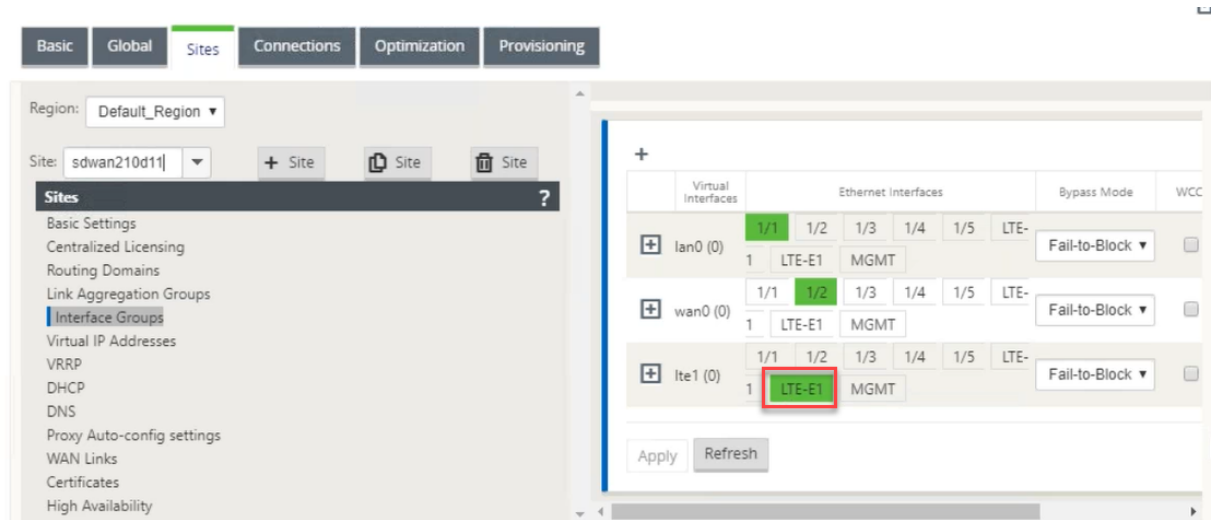 Basic Global Sites Connections Optimization Provisioning
Region: Default_Region
Site: sdwan210d11 + Site Site Site
Sites ?
Basic Settings
Centralized Licensing
Routing Domains
Link Aggregation Groups
Interface Groups
Virtual IP Addresses
VRRP
DHCP
DNS
Proxy Auto-config settings
WAN Links
Certificates
High Availability
+
Virtual Interfaces Ethernet Interfaces Bypass Mode WCC
lan0 (0) 1/1 1/2 1/3 1/4 1/5 LTE- Fail-to-Block
1 LTE-E1 MGMT
wan0 (0) 1/1 1/2 1/3 1/4 1/5 LTE- Fail-to-Block
1 LTE-E1 MGMT
lte1 (0) 1/1 1/2 1/3 1/4 1/5 LTE- Fail-to-Block
1 LTE-E1 MGMT
Apply Refresh